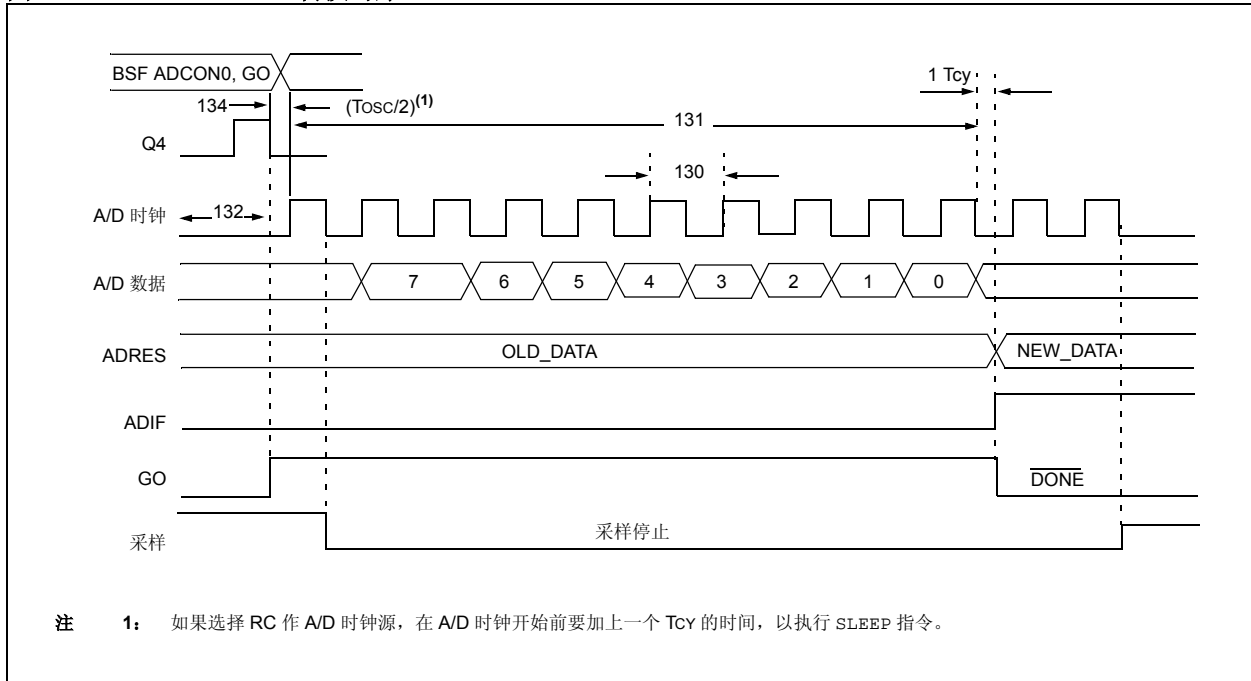 BSF ADCON0, GO
1 TCY
134
(TOSC/2)(1)
131
Q4
130
A/D 时钟
132
A/D 数据
7 6 5 4 3 2 1 0
ADRES
OLD_DATA
NEW_DATA
ADIF
GO
DONE
采样
采样停止
注 1： 如果选择 RC 作 A/D 时钟源，在 A/D 时钟开始前要加上一个 TCY 的时间，以执行 SLEEP 指令。